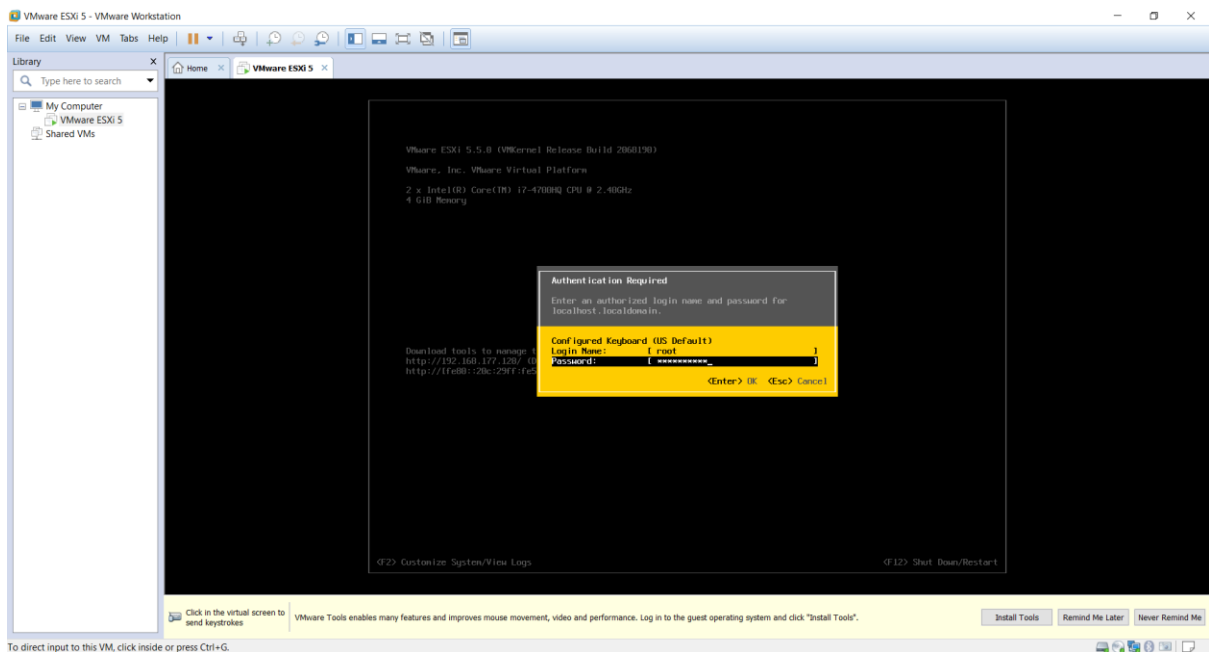 VMware ESXi 5 - VMware Workstation
File Edit View VM Tabs Help
Library
Type here to search
My Computer
VMware ESXi 5
Shared VMs
Home
VMware ESXi 5
VMware ESXi 5.5.0 (VMKernel Release Build 2068190)
VMware, Inc. VMware Virtual Platform
2 x Intel(R) Core(TM) i7-4700HQ CPU @ 2.40GHz
4 GiB Memory
Authentication Required
Enter an authorized login name and password for
localhost.localdomain.
Configured Keyboard (US Default)
Login Name: [ root ]
Password: [ **********_ ]
<Enter> OK <Esc> Cancel
Download tools to manage t
http://192.168.177.128/ (D
http://[fe80::20c:29ff:fe5
<F2> Customize System/View Logs
<F12> Shut Down/Restart
Click in the virtual screen to
send keystrokes
VMware Tools enables many features and improves mouse movement, video and performance. Log in to the guest operating system and click "Install Tools".
Install Tools
Remind Me Later
Never Remind Me
To direct input to this VM, click inside or press Ctrl+G.